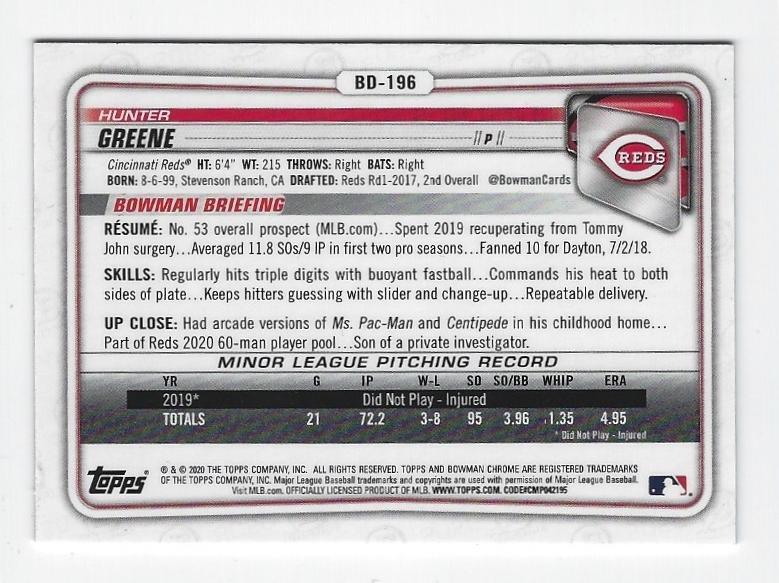 BD-196
HUNTER
GREENE // P //
REDS
Cincinnati Reds® HT: 6'4" WT: 215 THROWS: Right BATS: Right
BORN: 8-6-99, Stevenson Ranch, CA DRAFTED: Reds Rd1-2017, 2nd Overall @BowmanCards
BOWMAN BRIEFING
RÉSUMÉ: No. 53 overall prospect (MLB.com)...Spent 2019 recuperating from Tommy
John surgery...Averaged 11.8 SOs/9 IP in first two pro seasons...Fanned 10 for Dayton, 7/2/18.
SKILLS: Regularly hits triple digits with buoyant fastball...Commands his heat to both
sides of plate...Keeps hitters guessing with slider and change-up...Repeatable delivery.
UP CLOSE: Had arcade versions of Ms. Pac-Man and Centipede in his childhood home...
Part of Reds 2020 60-man player pool...Son of a private investigator.
MINOR LEAGUE PITCHING RECORD
YR G IP W-L SO SO/BB WHIP ERA
2019* Did Not Play - Injured
TOTALS 21 72.2 3-8 95 3.96 1.35 4.95
* Did Not Play - Injured
Topps®
® & © 2020 THE TOPPS COMPANY, INC. ALL RIGHTS RESERVED. TOPPS AND BOWMAN CHROME ARE REGISTERED TRADEMARKS
OF THE TOPPS COMPANY, INC. Major League Baseball trademarks and copyrights are used with permission of Major League Baseball.
Visit MLB.com. OFFICIALLY LICENSED PRODUCT OF MLB. WWW.TOPPS.COM. CODE#CMP042195